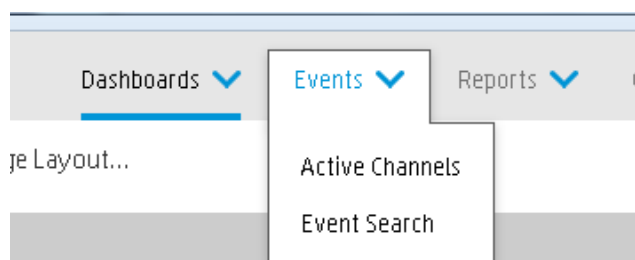 Dashboards Events Reports
ge Layout...
Active Channels
Event Search